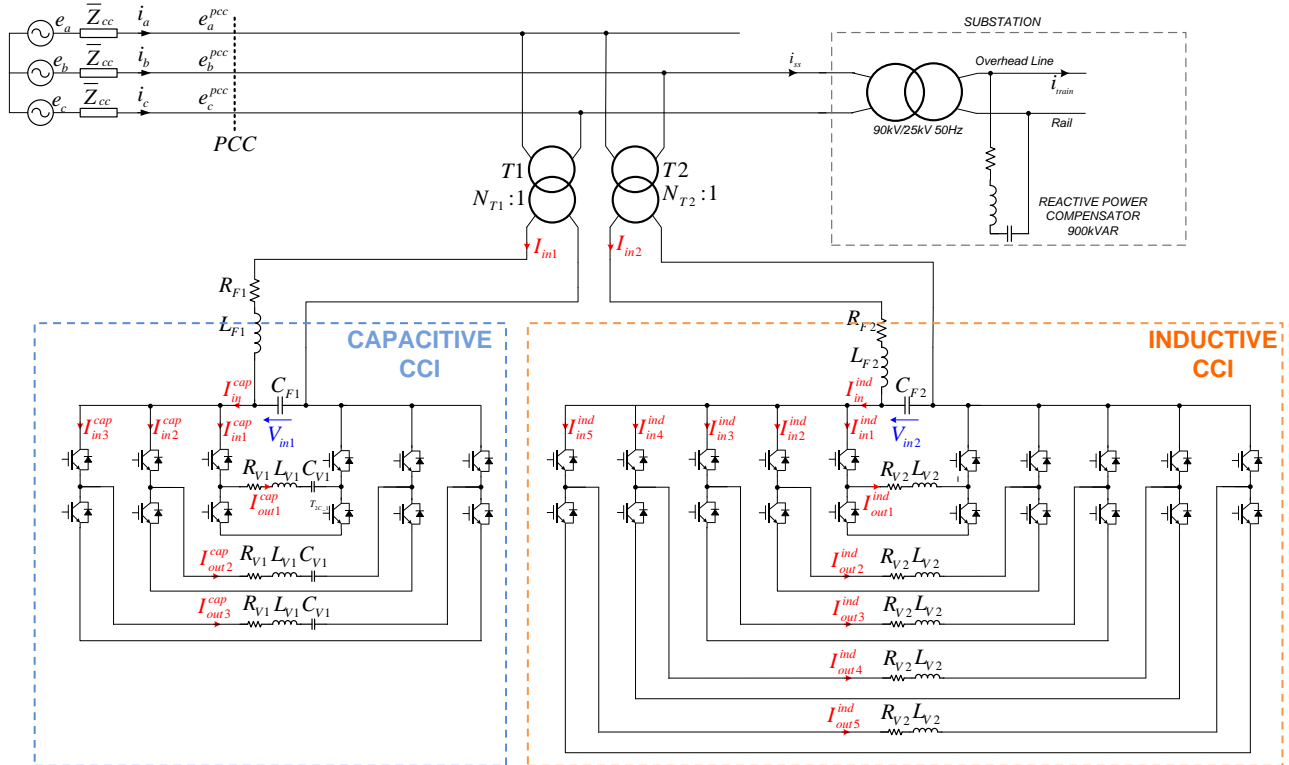 e_a Z̅_cc i_a e_a^pcc
e_b Z̅_cc i_b e_b^pcc i_ss
e_c Z̅_cc i_c e_c^pcc
PCC
SUBSTATION
Overhead Line
i_train
Rail
90kV/25kV 50Hz
REACTIVE POWER
COMPENSATOR
900kVAR
T1
N_T1:1
T2
N_T2:1
I_in1
I_in2
R_F1
L_F1
CAPACITIVE
CCI
C_F1
I_in^cap
V_in1
I_in3^cap
I_in2^cap
I_in1^cap
R_V1 L_V1 C_V1
I_out1^cap
I_out2^cap
R_V1 L_V1 C_V1
I_out3^cap
R_V1 L_V1 C_V1
R_F2
L_F2
INDUCTIVE
CCI
C_F2
I_in^ind
V_in2
I_in5^ind
I_in4^ind
I_in3^ind
I_in2^ind
I_in1^ind
R_V2 L_V2
I_out1^ind
I_out2^ind
R_V2 L_V2
I_out3^ind
R_V2 L_V2
I_out4^ind
R_V2 L_V2
I_out5^ind
R_V2 L_V2